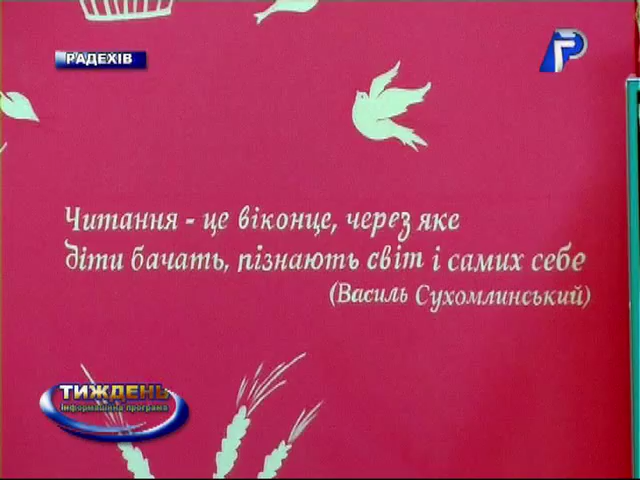 РАДЕХІВ
Читання - це віконце, через яке
діти бачать, пізнають світ і самих себе
(Василь Сухомлинський)
ТИЖДЕНЬ
інформаційна програма